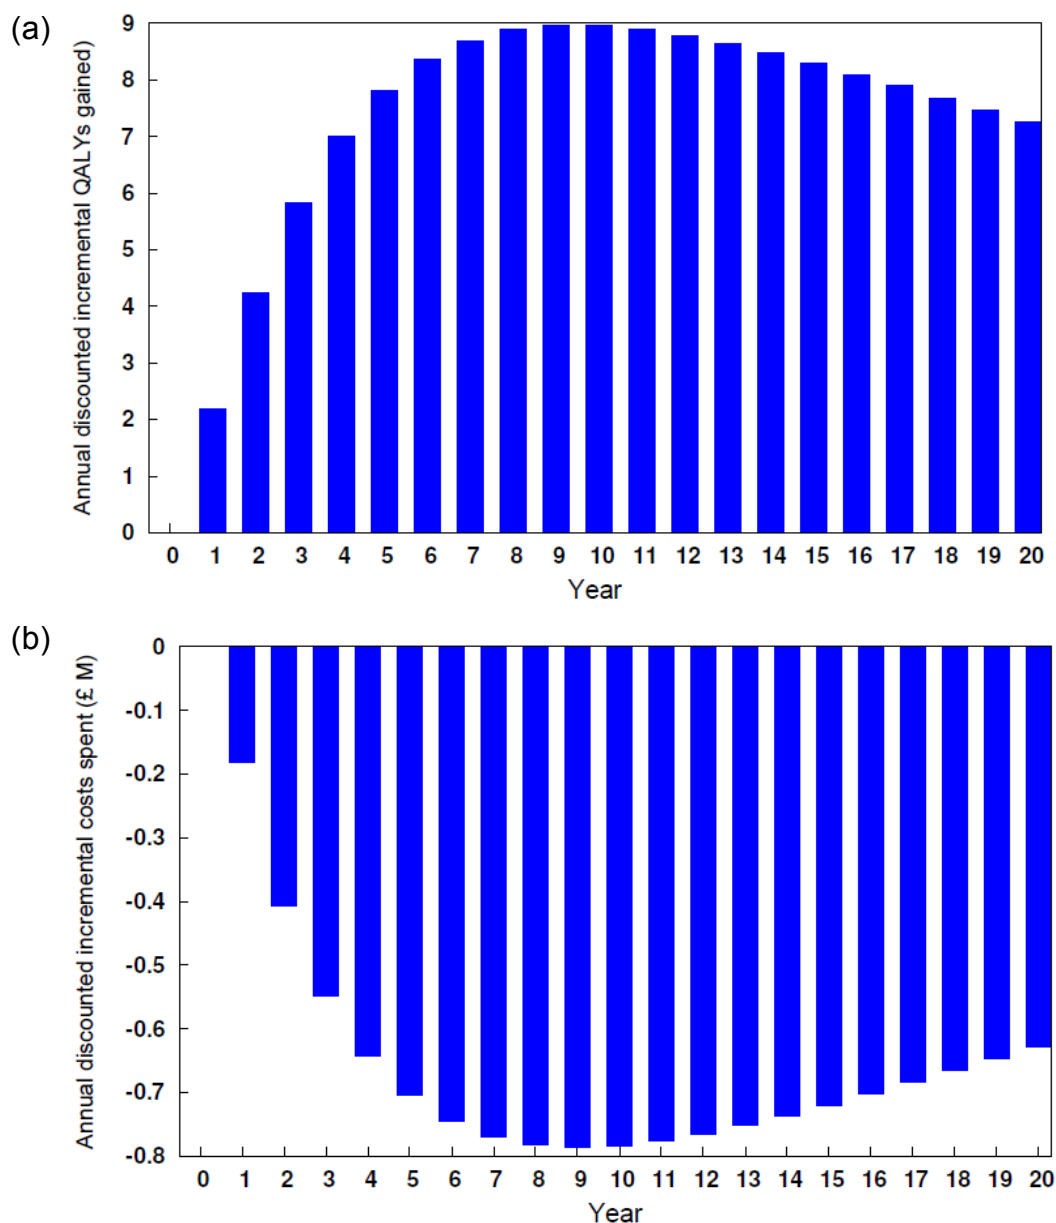 (a)
Annual discounted incremental QALYs gained)
9
8
7
6
5
4
3
2
1
0
0 1 2 3 4 5 6 7 8 9 10 11 12 13 14 15 16 17 18 19 20
Year
(b)
Annual discounted incremental costs spent (£ M)
0
-0.1
-0.2
-0.3
-0.4
-0.5
-0.6
-0.7
-0.8
0 1 2 3 4 5 6 7 8 9 10 11 12 13 14 15 16 17 18 19 20
Year